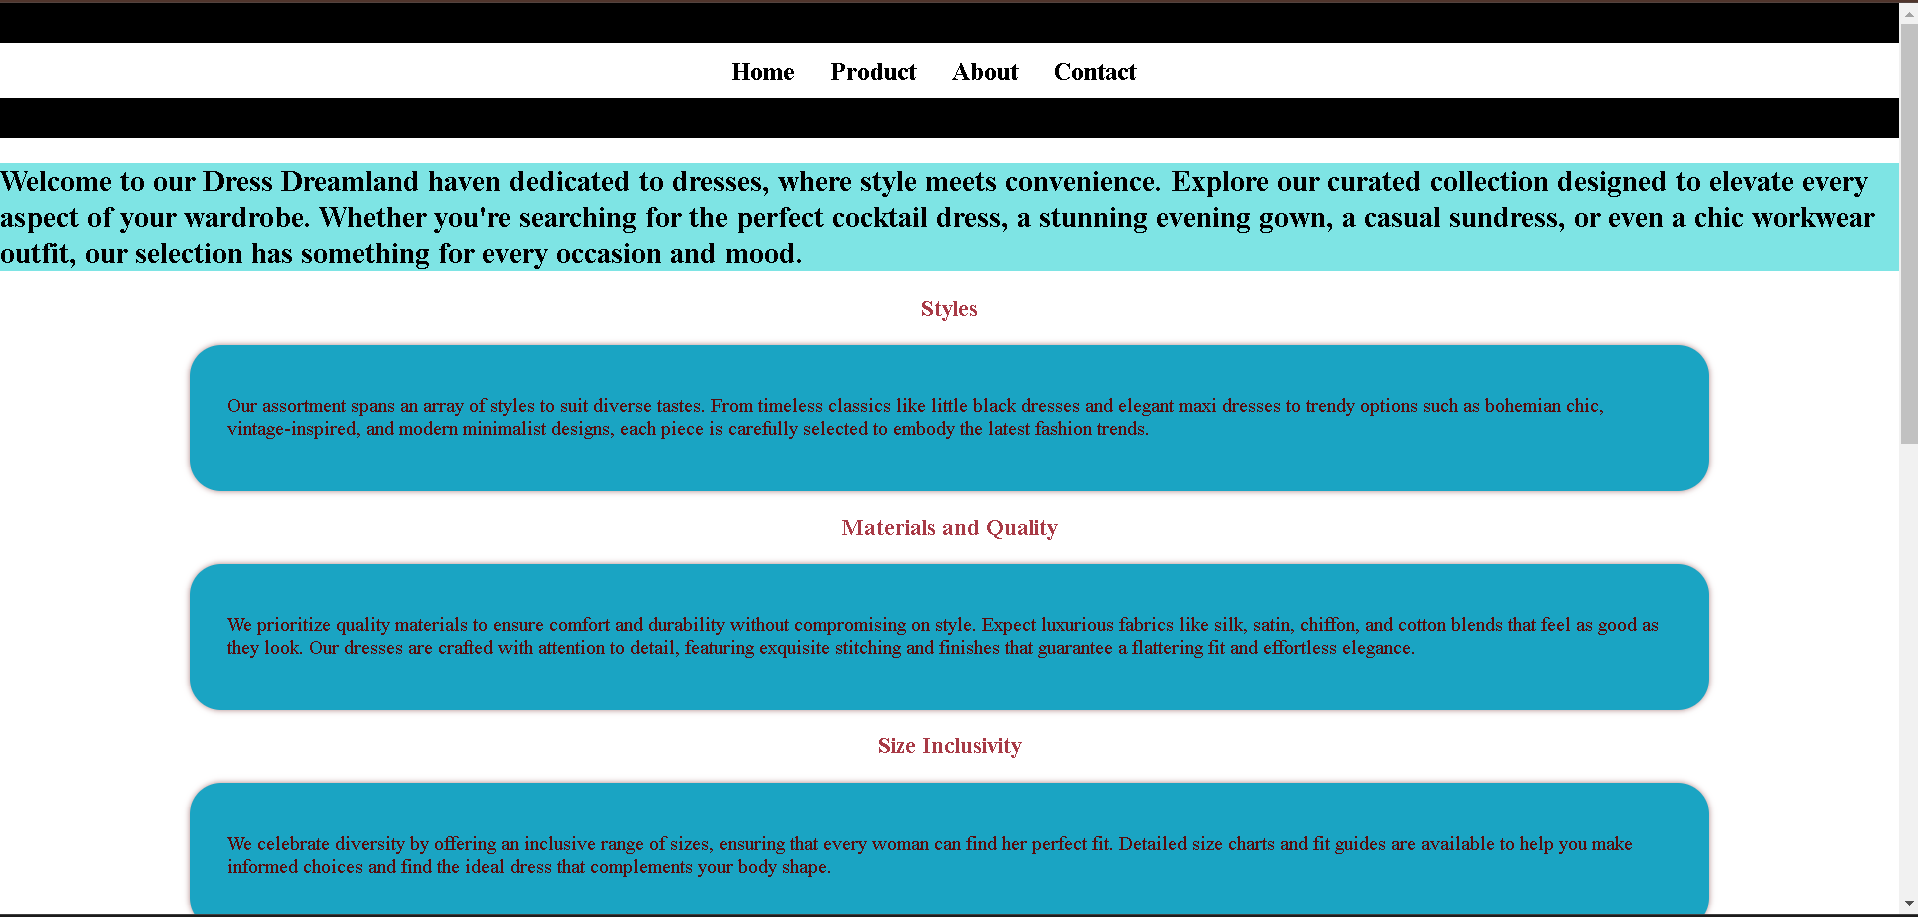 Home Product About Contact
Welcome to our Dress Dreamland haven dedicated to dresses, where style meets convenience. Explore our curated collection designed to elevate every
aspect of your wardrobe. Whether you're searching for the perfect cocktail dress, a stunning evening gown, a casual sundress, or even a chic workwear
outfit, our selection has something for every occasion and mood.
Styles
Our assortment spans an array of styles to suit diverse tastes. From timeless classics like little black dresses and elegant maxi dresses to trendy options such as bohemian chic,
vintage-inspired, and modern minimalist designs, each piece is carefully selected to embody the latest fashion trends.
Materials and Quality
We prioritize quality materials to ensure comfort and durability without compromising on style. Expect luxurious fabrics like silk, satin, chiffon, and cotton blends that feel as good as
they look. Our dresses are crafted with attention to detail, featuring exquisite stitching and finishes that guarantee a flattering fit and effortless elegance.
Size Inclusivity
We celebrate diversity by offering an inclusive range of sizes, ensuring that every woman can find her perfect fit. Detailed size charts and fit guides are available to help you make
informed choices and find the ideal dress that complements your body shape.